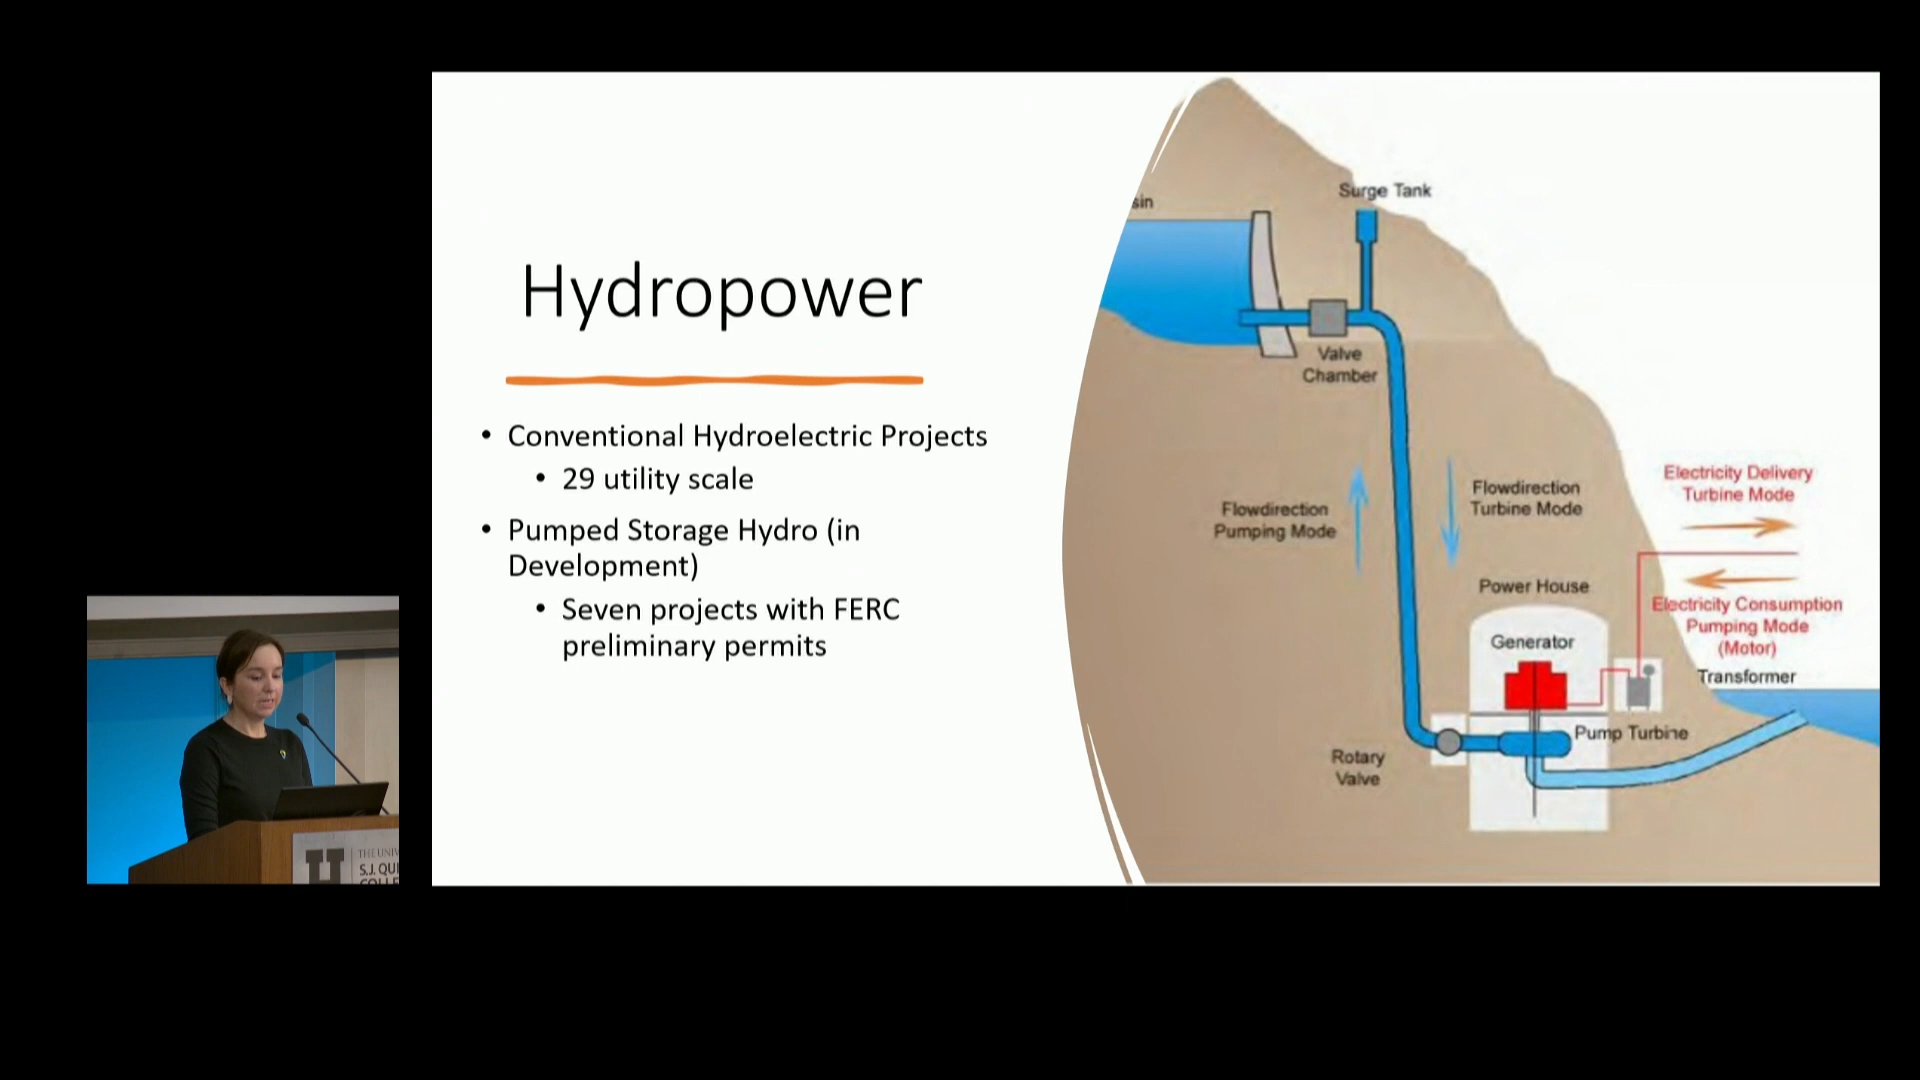 Hydropower
• Conventional Hydroelectric Projects
• 29 utility scale
• Pumped Storage Hydro (in
Development)
• Seven projects with FERC
preliminary permits
sin
Surge Tank
Valve
Chamber
Flowdirection
Pumping Mode
Flowdirection
Turbine Mode
Electricity Delivery
Turbine Mode
Power House
Electricity Consumption
Pumping Mode
(Motor)
Generator
Transformer
Pump Turbine
Rotary
Valve
THE UNIV
S.J. QUI
COLLE